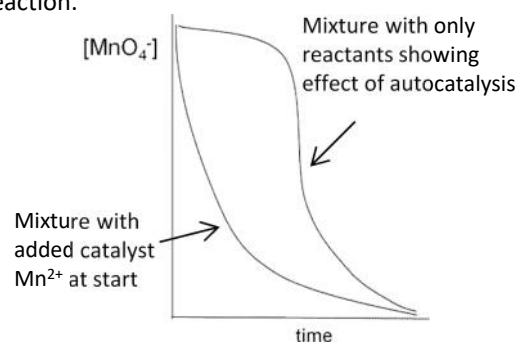 reaction.
[MnO₄⁻]
Mixture with only
reactants showing
effect of autocatalysis
Mixture with
added catalyst
Mn²⁺ at start
time